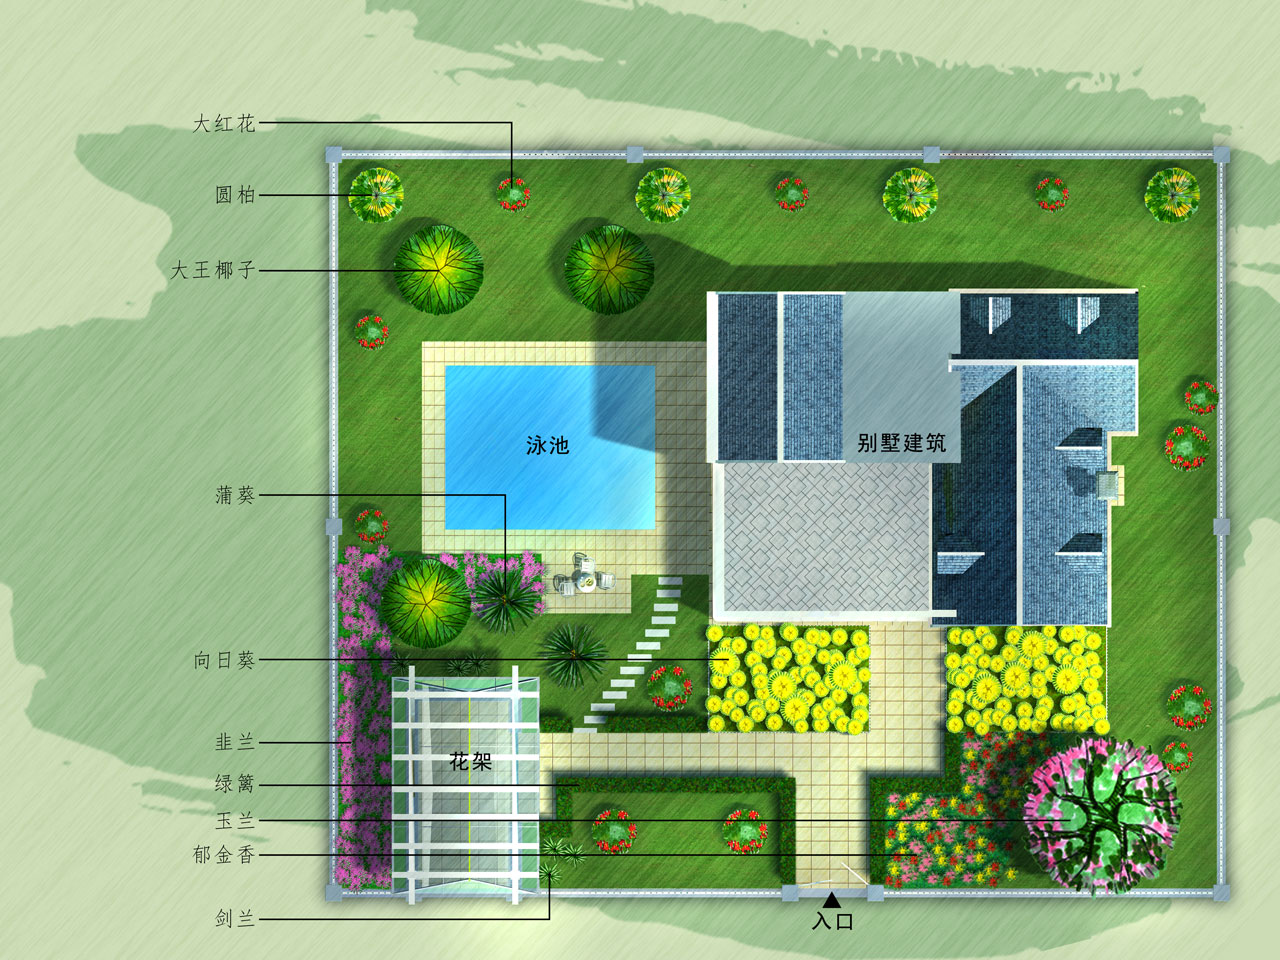 大红花
圆柏
大王椰子
泳池
别墅建筑
蒲葵
向日葵
韭兰
花架
绿篱
玉兰
郁金香
剑兰
入口